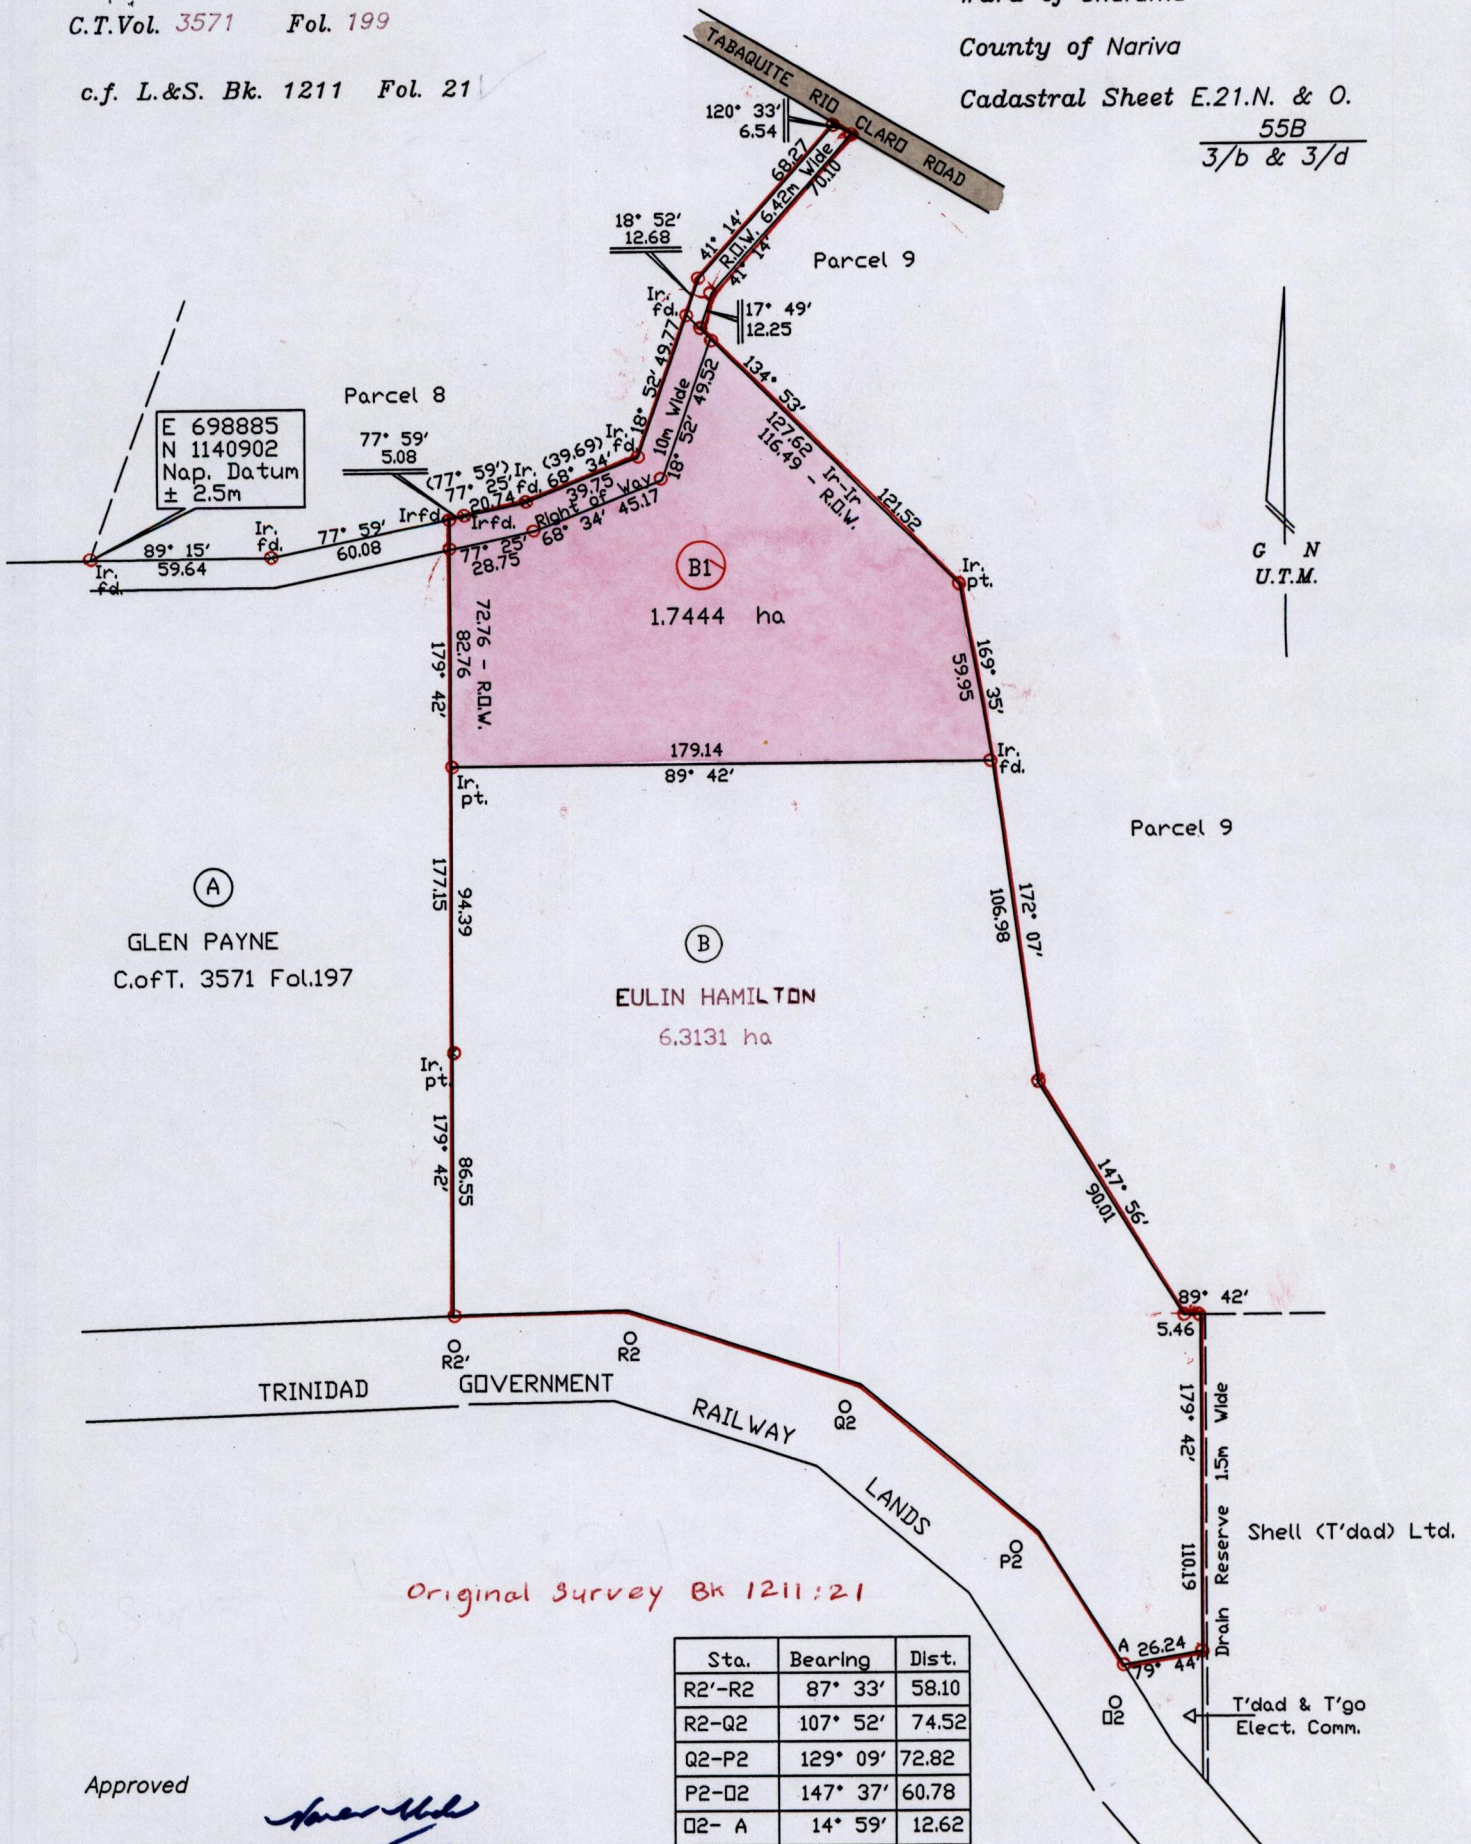 C.T.Vol. 3571 Fol. 199
c.f. L.&S. Bk. 1211 Fol. 21
County of Nariva
Cadastral Sheet E.21.N. & O.
55B
3/b & 3/d
TABAQUITE RIO CLARO ROAD
120° 33'
6.54
68.27
41° 14'
R.O.W. 6.42m Wide
70.10
41° 14'
18° 52'
12.68
Parcel 9
Ir.
fd.
17° 49'
12.25
18° 52' 49.77
10m Wide
18° 52' 49.52
134° 53'
127.62 - Ir-Ir
116.49 - R.O.W.
121.52
Parcel 8
E 698885
N 1140902
Nap. Datum
± 2.5m
77° 59'
5.08
(77° 59')
77° 25'
20.74
Ir.
fd.
(39.69)
68° 34'
39.75
Ir.
fd.
Irfd.
Irfd.
Right of Way
68° 34' 45.17
77° 25'
28.75
Ir.
fd.
77° 59'
60.08
89° 15'
59.64
Ir.
fd.
B1
1.7444 ha
Ir.
pt.
72.76 - R.O.W.
82.76
179° 42'
169° 35'
59.95
179.14
89° 42'
Ir.
fd.
Ir.
pt.
G N
U.T.M.
Parcel 9
A
GLEN PAYNE
C.ofT. 3571 Fol.197
177.15
94.39
B
EULIN HAMILTON
6.3131 ha
172° 07'
106.98
Ir.
pt
179° 42'
86.55
147° 56'
90.01
89° 42'
5.46
R2'
R2
Q2
P2
O2
TRINIDAD GOVERNMENT RAILWAY LANDS
179° 42'
110.19
Drain Reserve 1.5m Wide
Shell (T'dad) Ltd.
A 26.24
79° 44'
T'dad & T'go
Elect. Comm.
Original Survey Bk 1211:21
Sta. Bearing Dist.
R2'-R2 87° 33' 58.10
R2-Q2 107° 52' 74.52
Q2-P2 129° 09' 72.82
P2-O2 147° 37' 60.78
O2- A 14° 59' 12.62
Approved